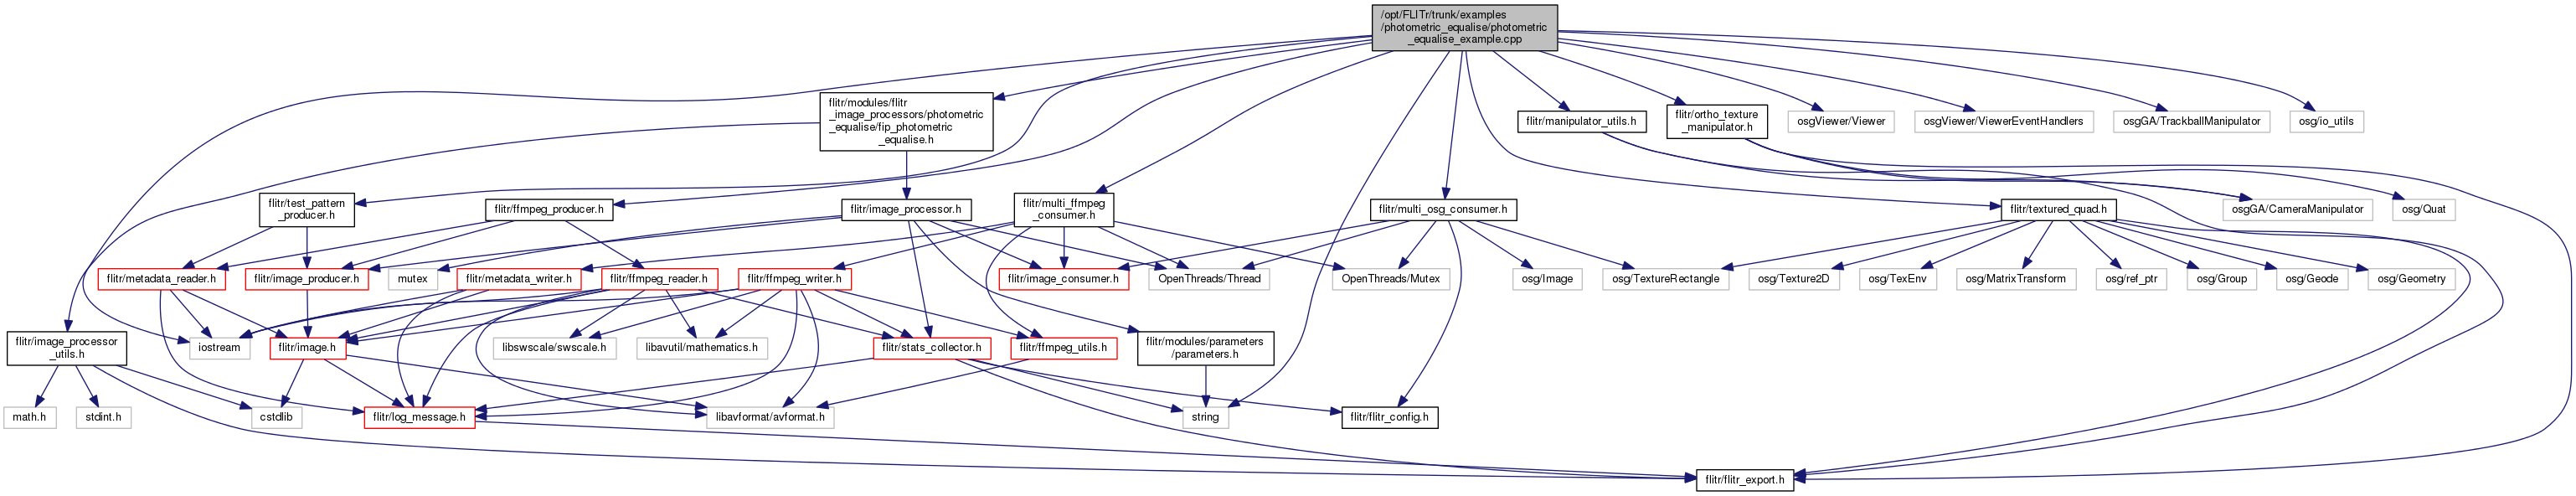 /opt/FLITr/trunk/examples
/photometric_equalise/photometric
_equalise_example.cpp
flitr/modules/flitr
_image_processors/photometric
_equalise/fip_photometric
_equalise.h
flitr/manipulator_utils.h
flitr/ortho_texture
_manipulator.h
osgViewer/Viewer
osgViewer/ViewerEventHandlers
osgGA/TrackballManipulator
osg/io_utils
flitr/test_pattern
_producer.h
flitr/ffmpeg_producer.h
flitr/image_processor.h
flitr/multi_ffmpeg
_consumer.h
flitr/multi_osg_consumer.h
flitr/textured_quad.h
osgGA/CameraManipulator
osg/Quat
flitr/metadata_reader.h
flitr/image_producer.h
mutex
flitr/metadata_writer.h
flitr/ffmpeg_reader.h
flitr/ffmpeg_writer.h
flitr/image_consumer.h
OpenThreads/Thread
OpenThreads/Mutex
osg/Image
osg/TextureRectangle
osg/Texture2D
osg/TexEnv
osg/MatrixTransform
osg/ref_ptr
osg/Group
osg/Geode
osg/Geometry
flitr/image_processor
_utils.h
iostream
flitr/image.h
libswscale/swscale.h
libavutil/mathematics.h
flitr/stats_collector.h
flitr/ffmpeg_utils.h
flitr/modules/parameters
/parameters.h
math.h
stdint.h
cstdlib
flitr/log_message.h
libavformat/avformat.h
string
flitr/flitr_config.h
flitr/flitr_export.h